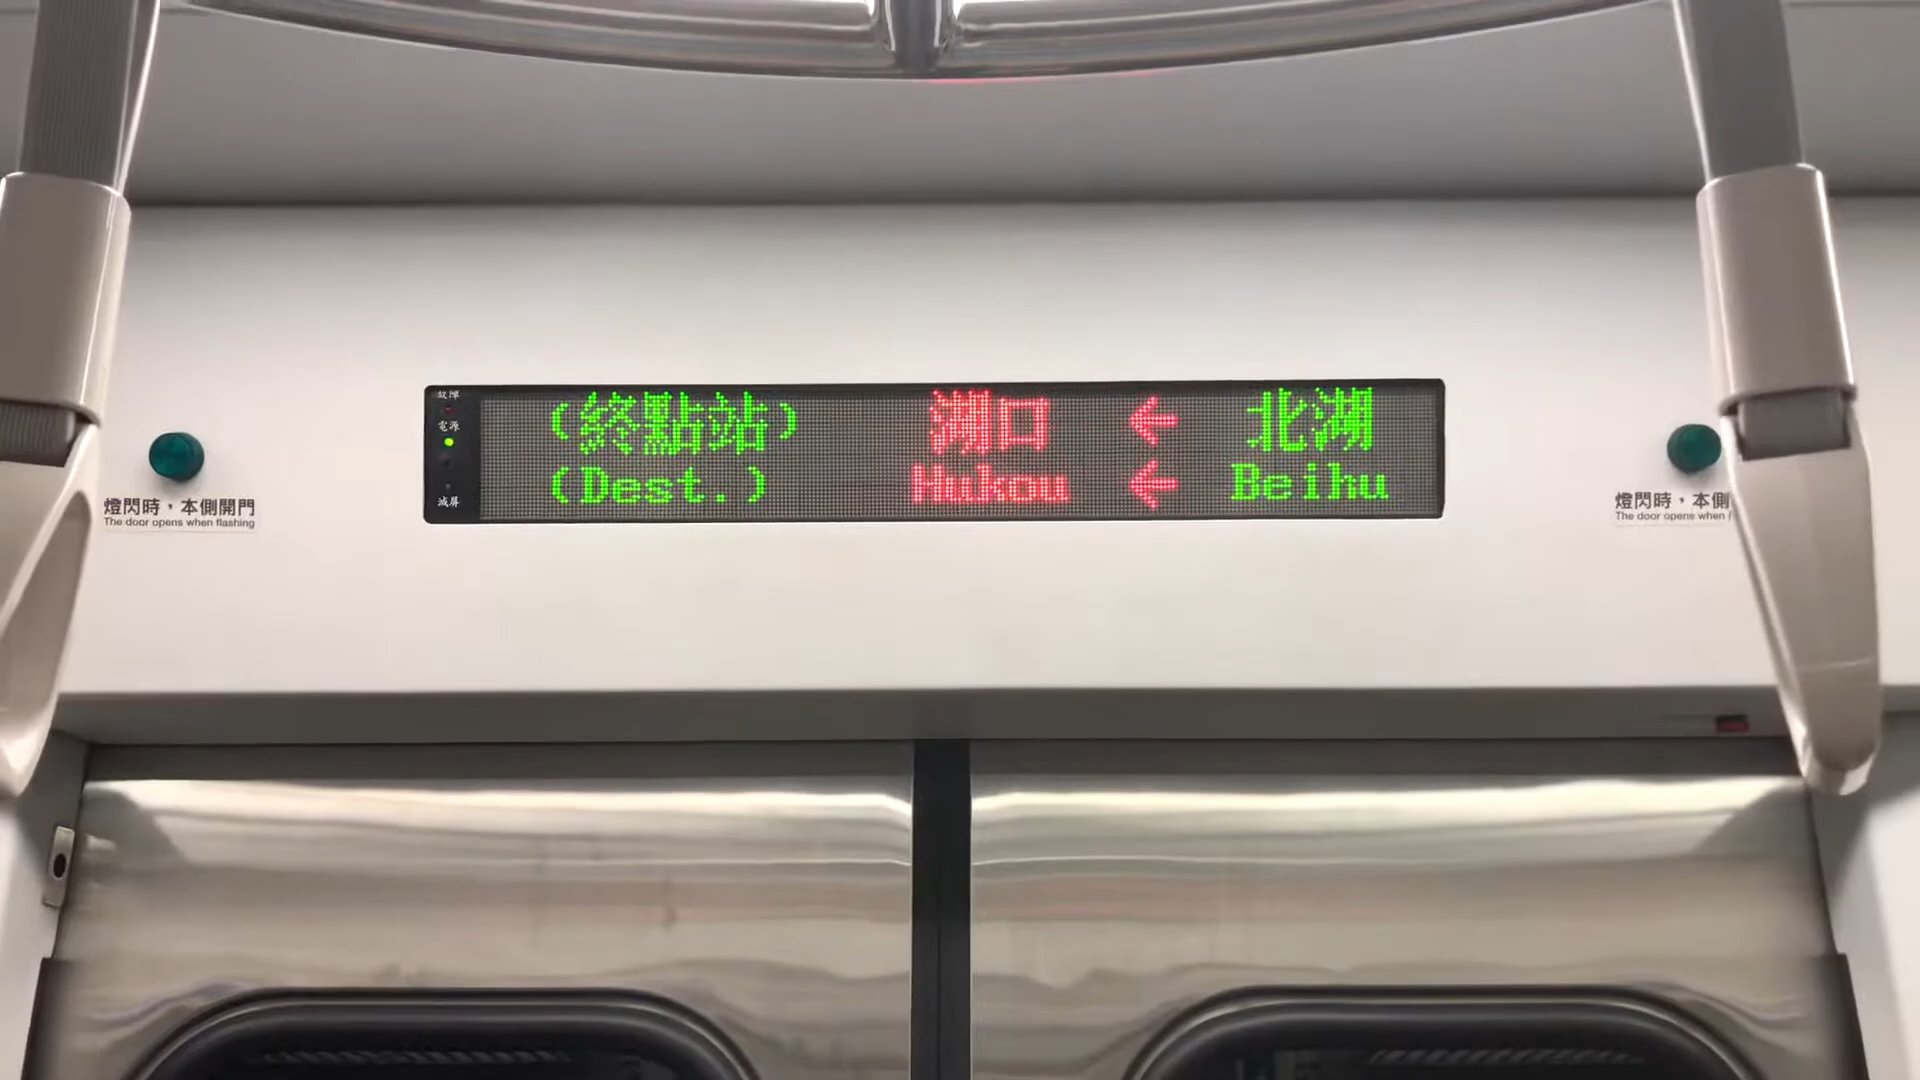 故障
電源
滅屏
(終點站) 湖口 ← 北湖
(Dest.) Hukou ← Beihu
燈閃時，本側開門
The door opens when flashing
燈閃時，本側
The door opens when